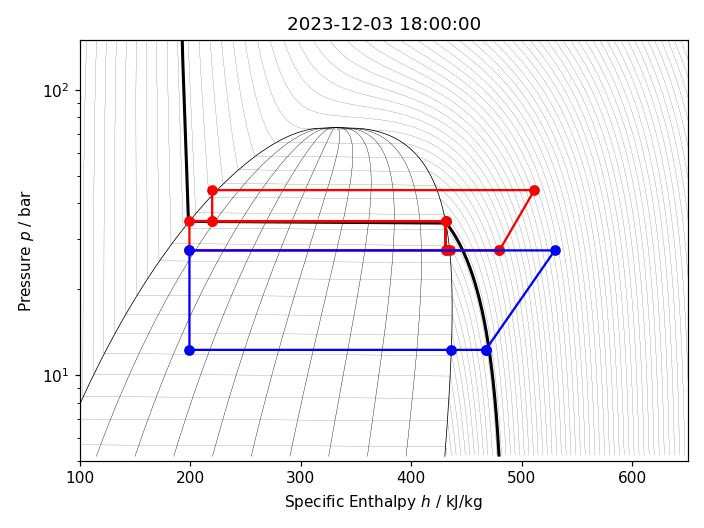 2023-12-03 18:00:00
10²
10¹
Pressure p / bar
100 200 300 400 500 600
Specific Enthalpy h / kJ/kg